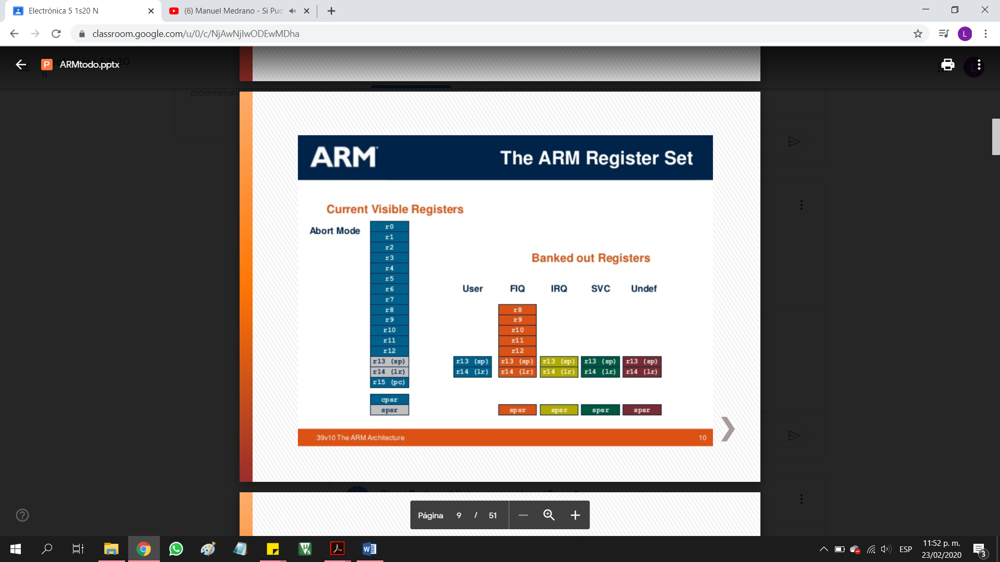 Electrónica 5 1s20 N
(6) Manuel Medrano - Si Pud
classroom.google.com/u/0/c/NjAwNjIwODEwMDha
L
P ARMtodo.pptx
próximamen
ARM
The ARM Register Set
Current Visible Registers
Abort Mode
r0
r1
r2
r3
r4
r5
r6
r7
r8
r9
r10
r11
r12
r13 (sp)
r14 (lr)
r15 (pc)
cpsr
spsr
Banked out Registers
User FIQ IRQ SVC Undef
r8
r9
r10
r11
r12
r13 (sp) r13 (sp) r13 (sp) r13 (sp) r13 (sp)
r14 (lr) r14 (lr) r14 (lr) r14 (lr) r14 (lr)
spsr spsr spsr spsr
39v10 The ARM Architecture 10
Página 9 / 51
ESP
11:52 p. m.
23/02/2020
3